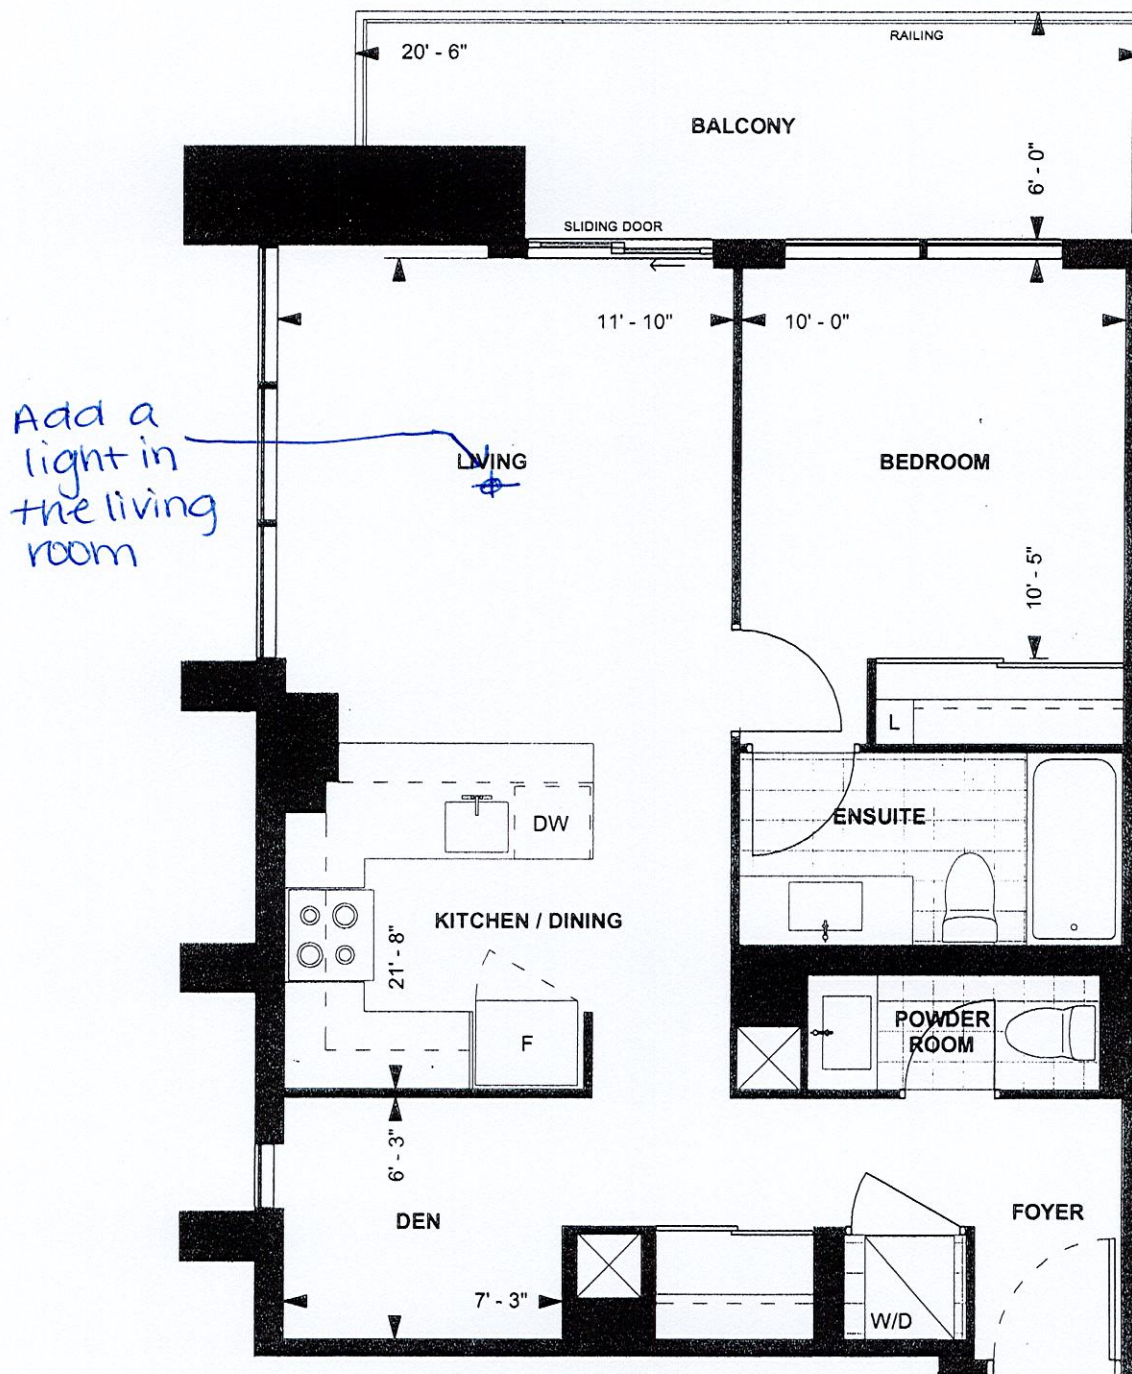 20' - 6"
RAILING
BALCONY
6' - 0"
SLIDING DOOR
11' - 10"
10' - 0"
Add a
light in
the living
room
LIVING
BEDROOM
10' - 5"
L
ENSUITE
DW
KITCHEN / DINING
21' - 8"
POWDER
ROOM
F
6' - 3"
DEN
FOYER
7' - 3"
W/D